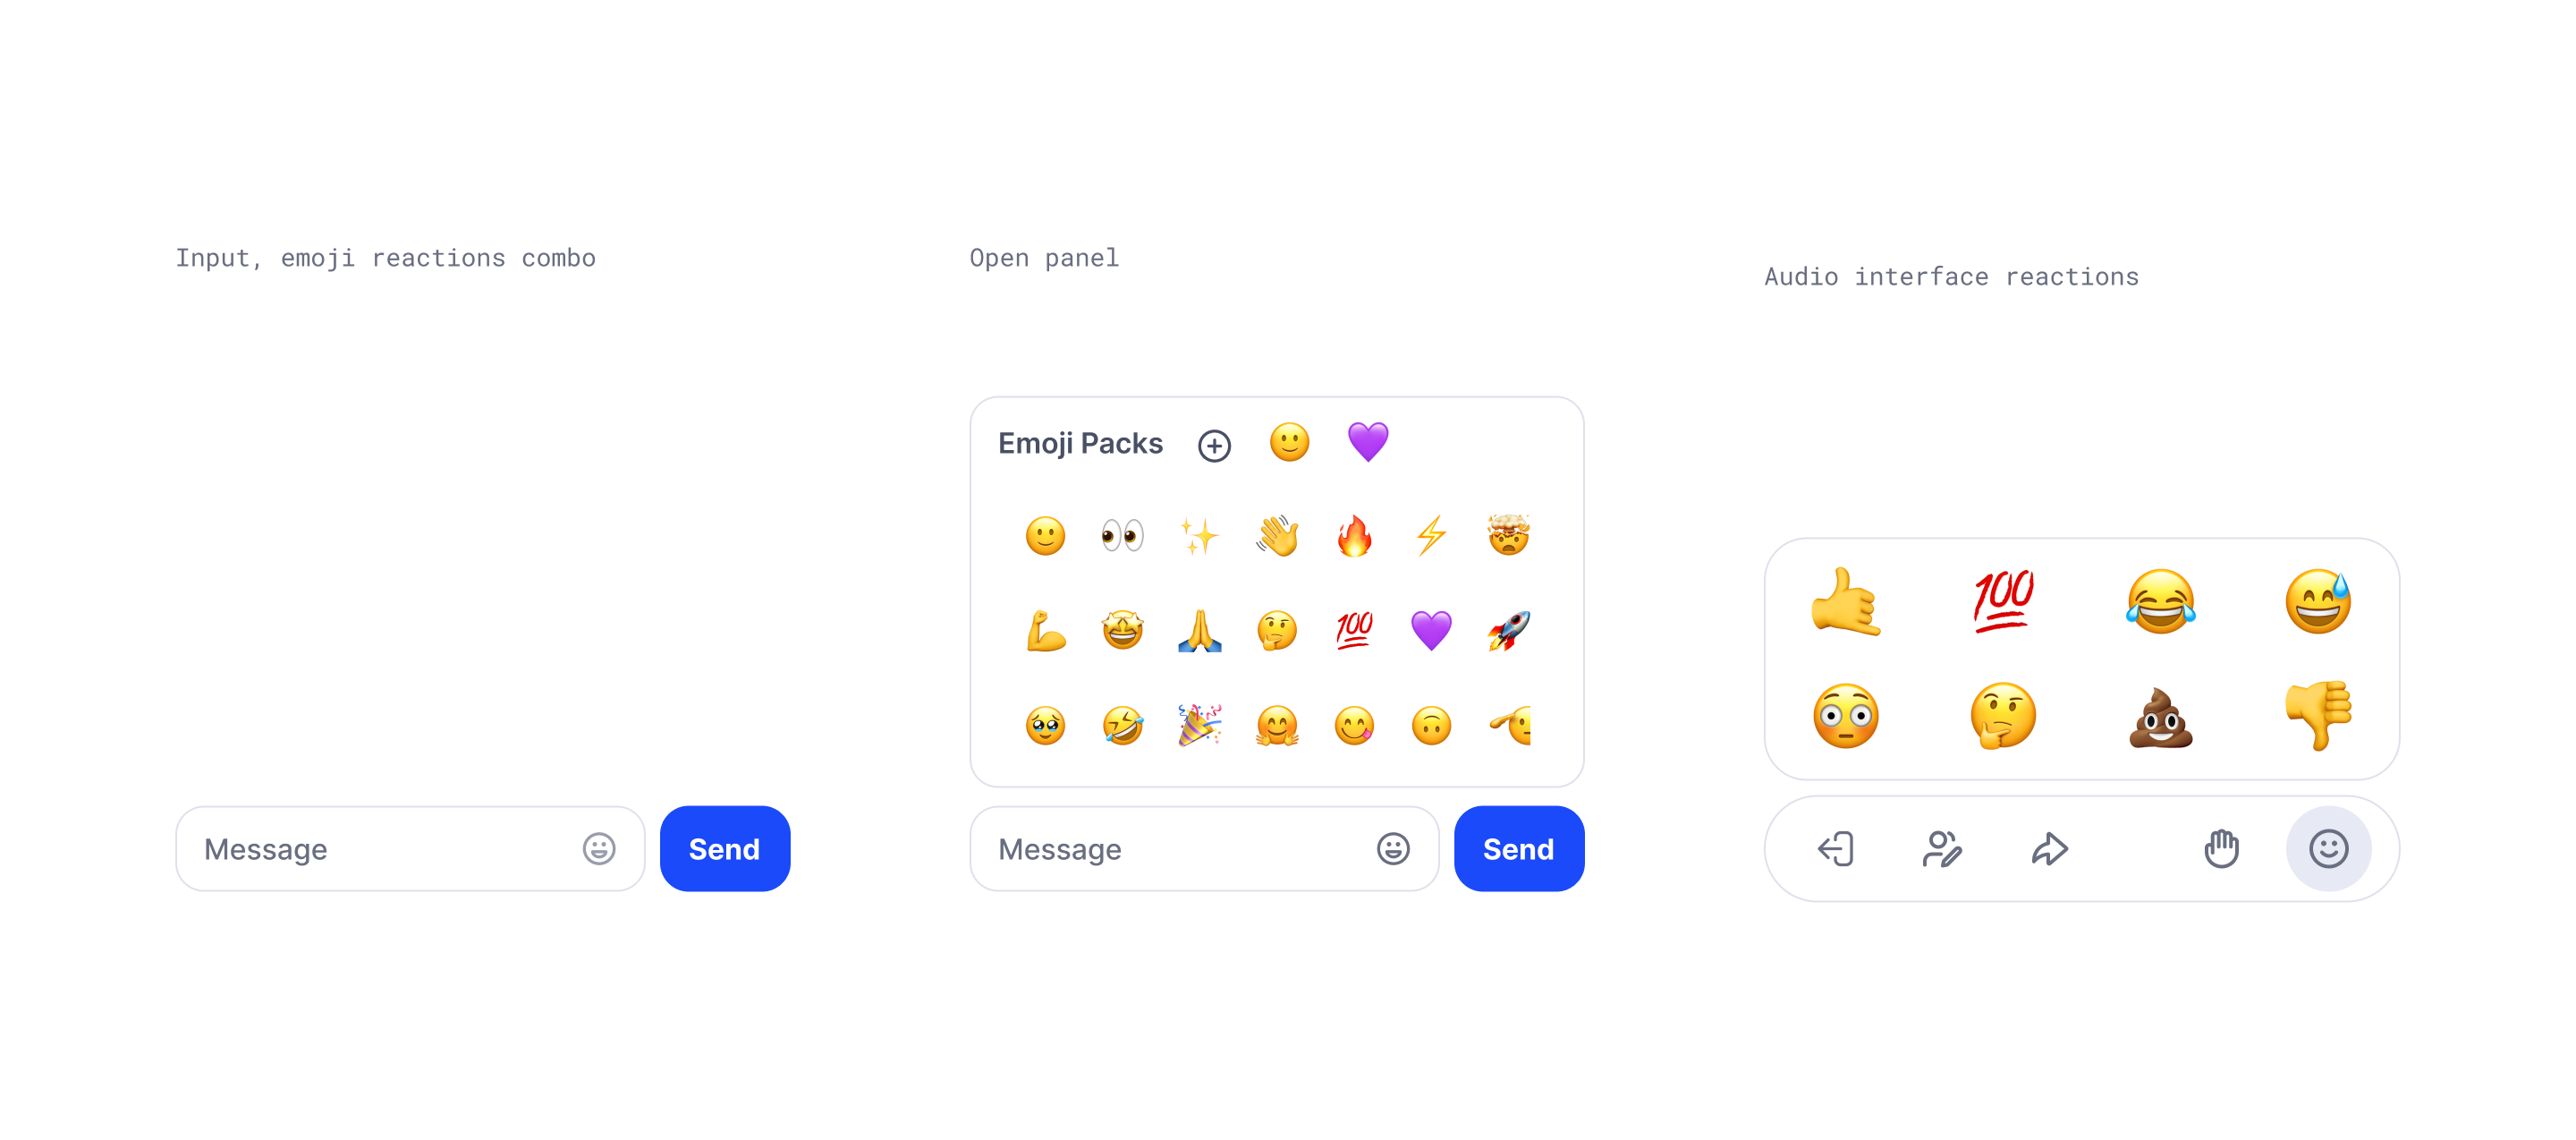 Input, emoji reactions combo
Message
Send
Open panel
Emoji Packs
Message
Send
Audio interface reactions